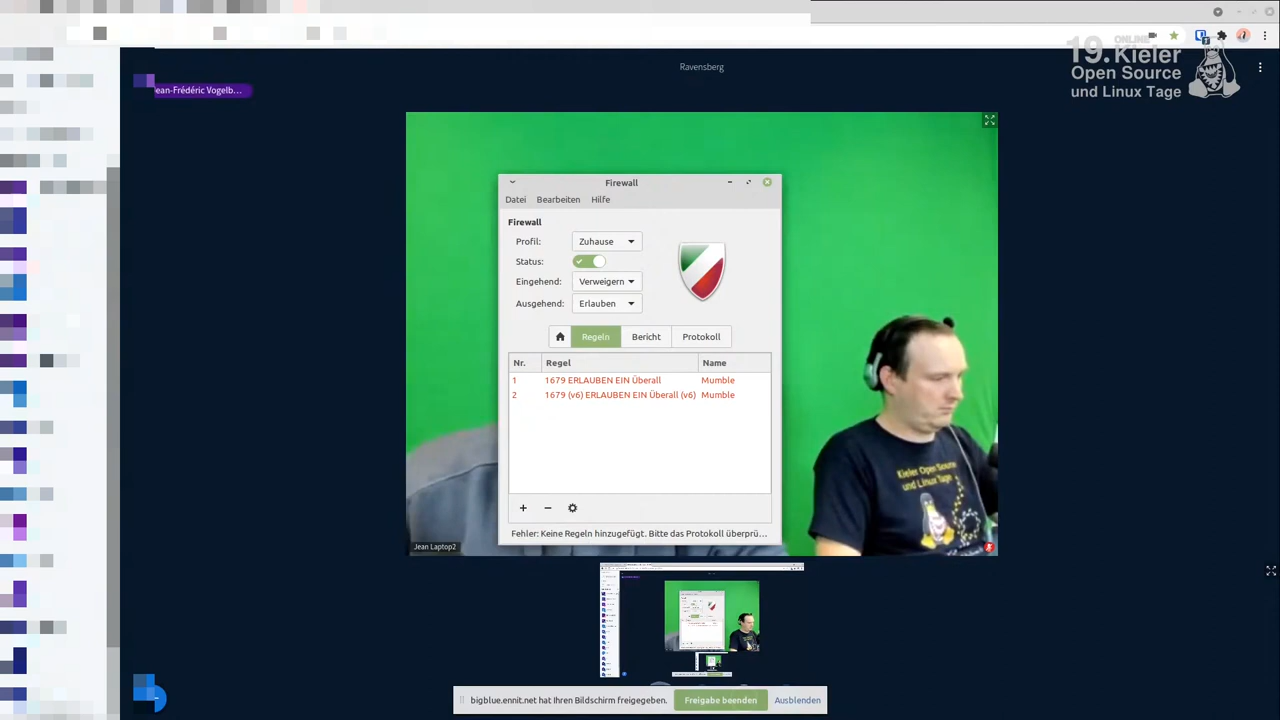 ONLINE
19. Kieler
Open Source
und Linux Tage
Ravensberg
ean-Frédéric Vogelb...
Firewall
Datei Bearbeiten Hilfe
Firewall
Profil: Zuhause
Status:
Eingehend: Verweigern
Ausgehend: Erlauben
Regeln Bericht Protokoll
Nr. Regel Name
1 1679 ERLAUBEN EIN Überall Mumble
2 1679 (v6) ERLAUBEN EIN Überall (v6) Mumble
Fehler: Keine Regeln hinzugefügt. Bitte das Protokoll überprü...
Kieler Open Source
und Linux Tage
Jean Laptop2
bigblue.ennit.net hat Ihren Bildschirm freigegeben. Freigabe beenden Ausblenden